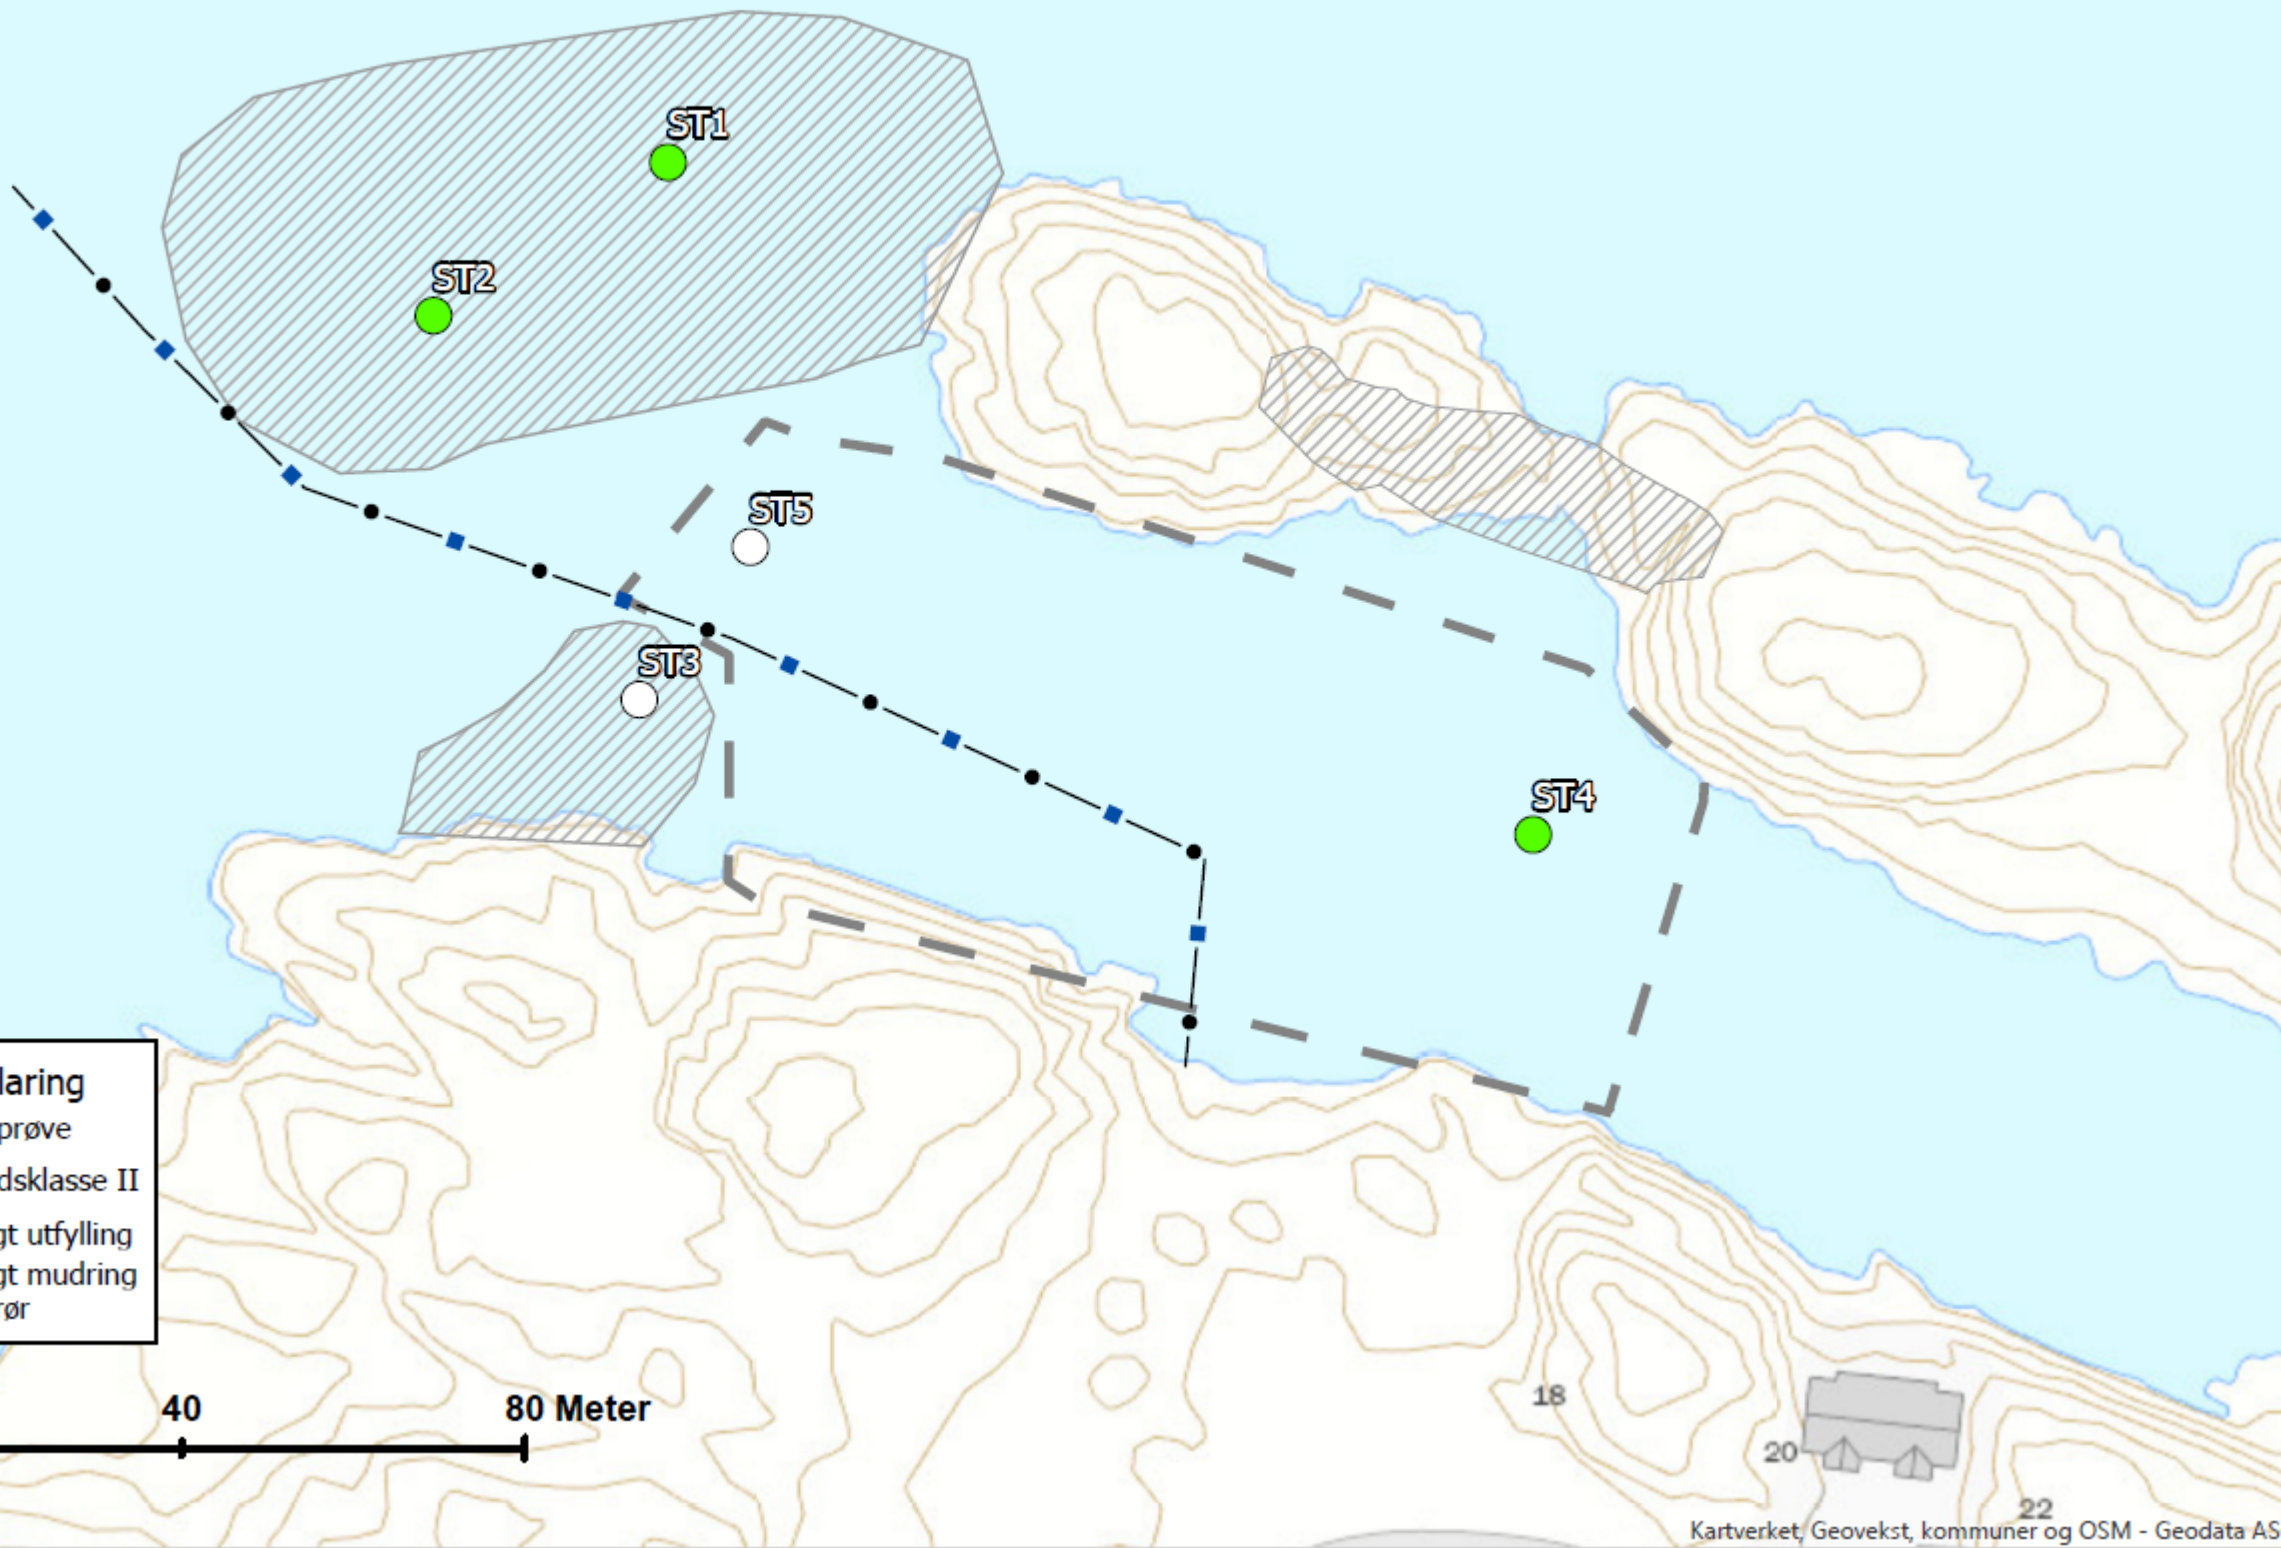 ST1
ST2
ST5
ST3
ST4
laring
prøve
dsklasse II
gt utfylling
gt mudring
rør
40
80 Meter
18
20
22
Kartverket, Geovekst, kommuner og OSM - Geodata AS